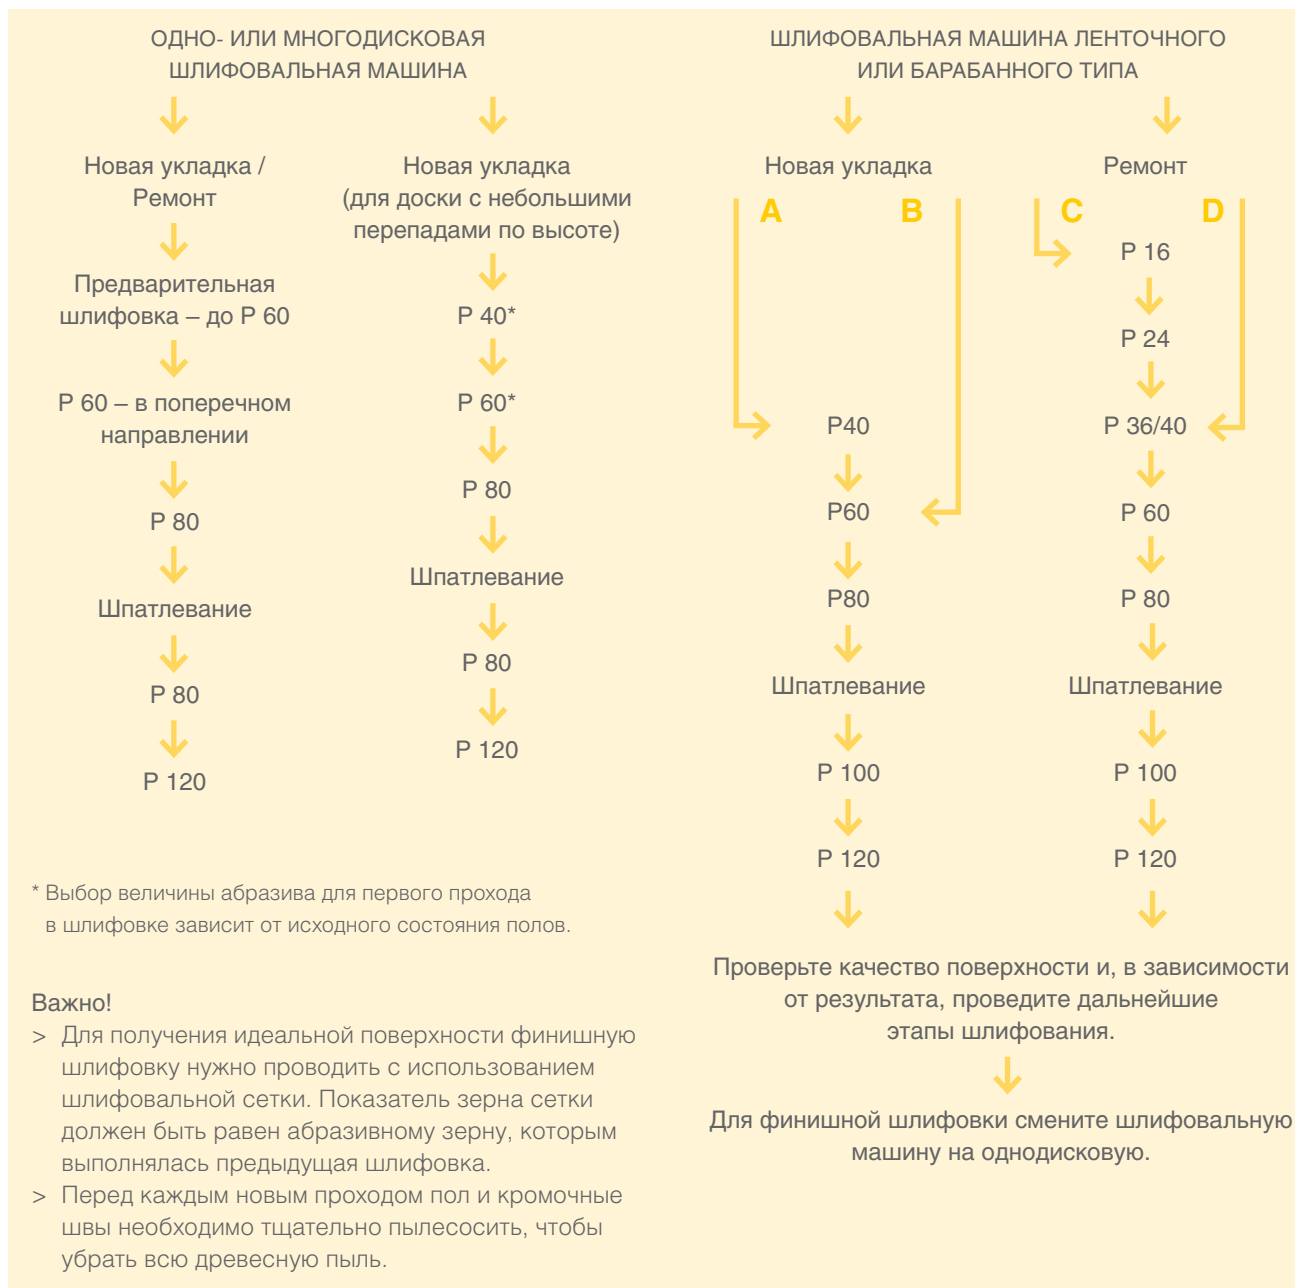 ОДНО- ИЛИ МНОГОДИСКОВАЯ
ШЛИФОВАЛЬНАЯ МАШИНА
Новая укладка /
Ремонт
Предварительная
шлифовка – до P 60
P 60 – в поперечном
направлении
P 80
Шпатлевание
P 80
P 120
Новая укладка
(для доски с небольшими
перепадами по высоте)
P 40*
P 60*
P 80
Шпатлевание
P 80
P 120
* Выбор величины абразива для первого прохода
в шлифовке зависит от исходного состояния полов.
Важно!
> Для получения идеальной поверхности финишную
шлифовку нужно проводить с использованием
шлифовальной сетки. Показатель зерна сетки
должен быть равен абразивному зерну, которым
выполнялась предыдущая шлифовка.
> Перед каждым новым проходом пол и кромочные
швы необходимо тщательно пылесосить, чтобы
убрать всю древесную пыль.
ШЛИФОВАЛЬНАЯ МАШИНА ЛЕНТОЧНОГО
ИЛИ БАРАБАННОГО ТИПА
Новая укладка
A
B
P40
P60
P80
Шпатлевание
P 100
P 120
Ремонт
C
D
P 16
P 24
P 36/40
P 60
P 80
Шпатлевание
P 100
P 120
Проверьте качество поверхности и, в зависимости
от результата, проведите дальнейшие
этапы шлифования.
Для финишной шлифовки смените шлифовальную
машину на однодисковую.